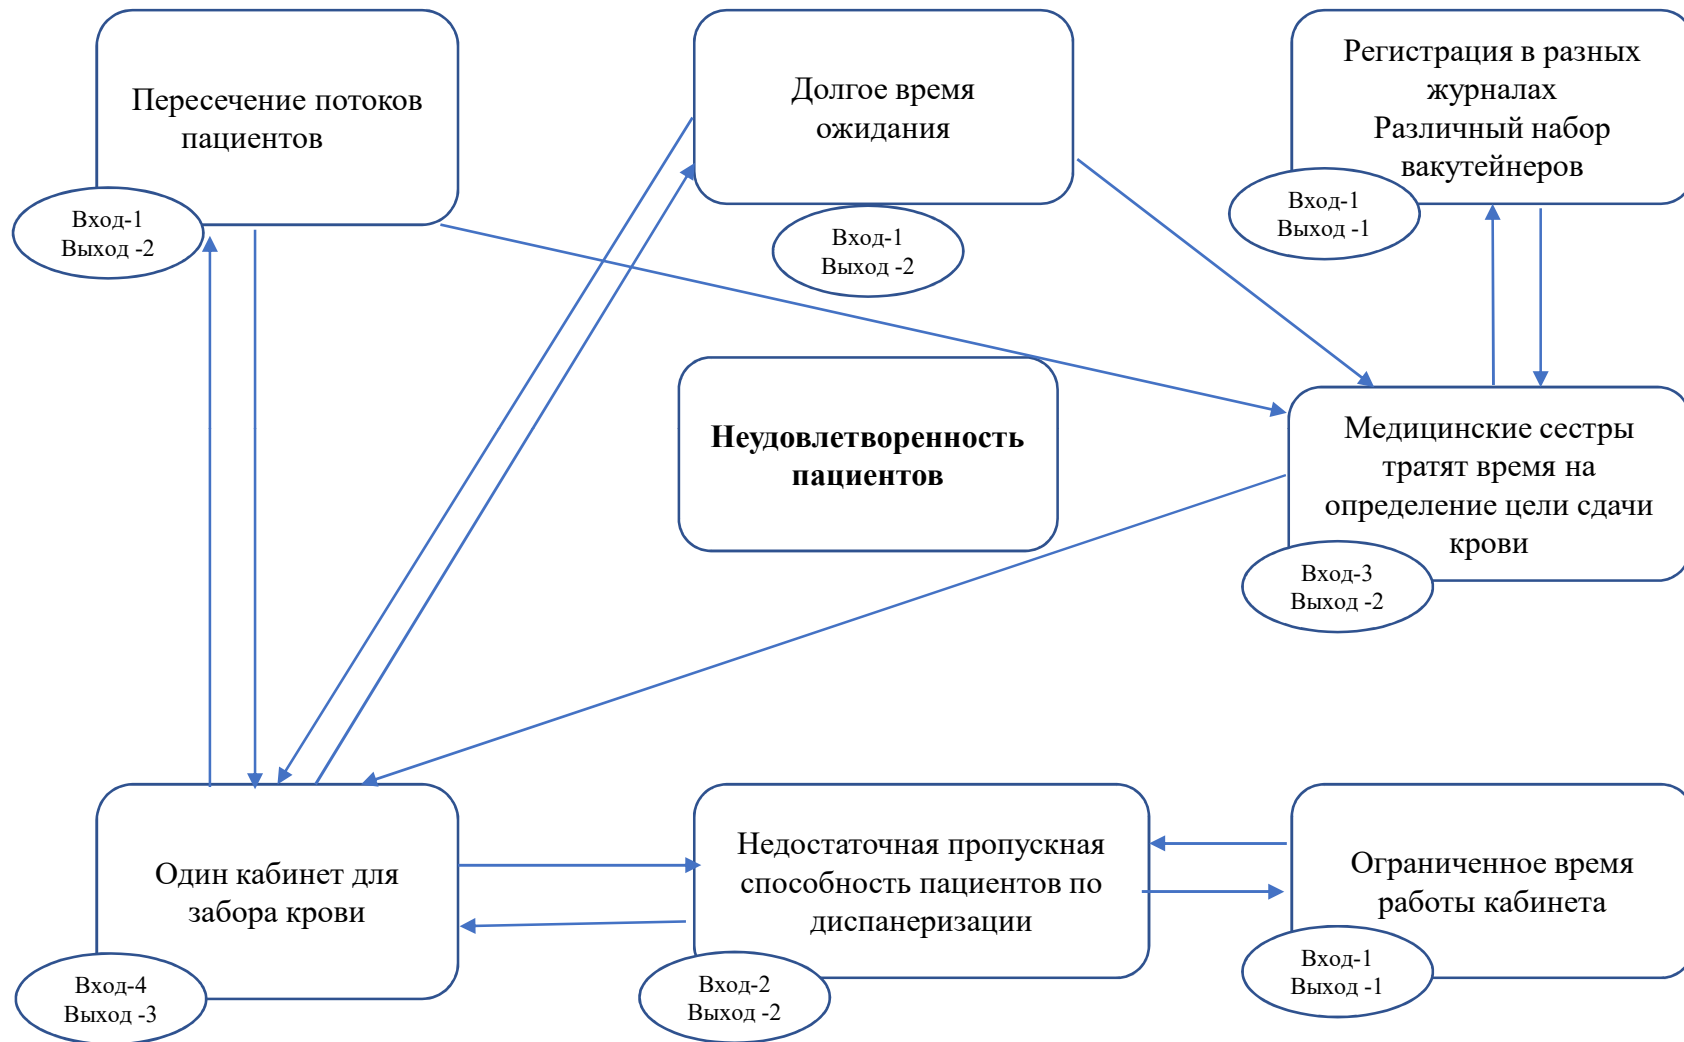 Пересечение потоков
пациентов
Вход-1
Выход -2
Долгое время
ожидания
Вход-1
Выход -2
Регистрация в разных
журналах
Различный набор
вакутейнеров
Вход-1
Выход -1
Неудовлетворенность
пациентов
Медицинские сестры
тратят время на
определение цели сдачи
крови
Вход-3
Выход -2
Один кабинет для
забора крови
Вход-4
Выход -3
Недостаточная пропускная
способность пациентов по
диспанеризации
Вход-2
Выход -2
Ограниченное время
работы кабинета
Вход-1
Выход -1